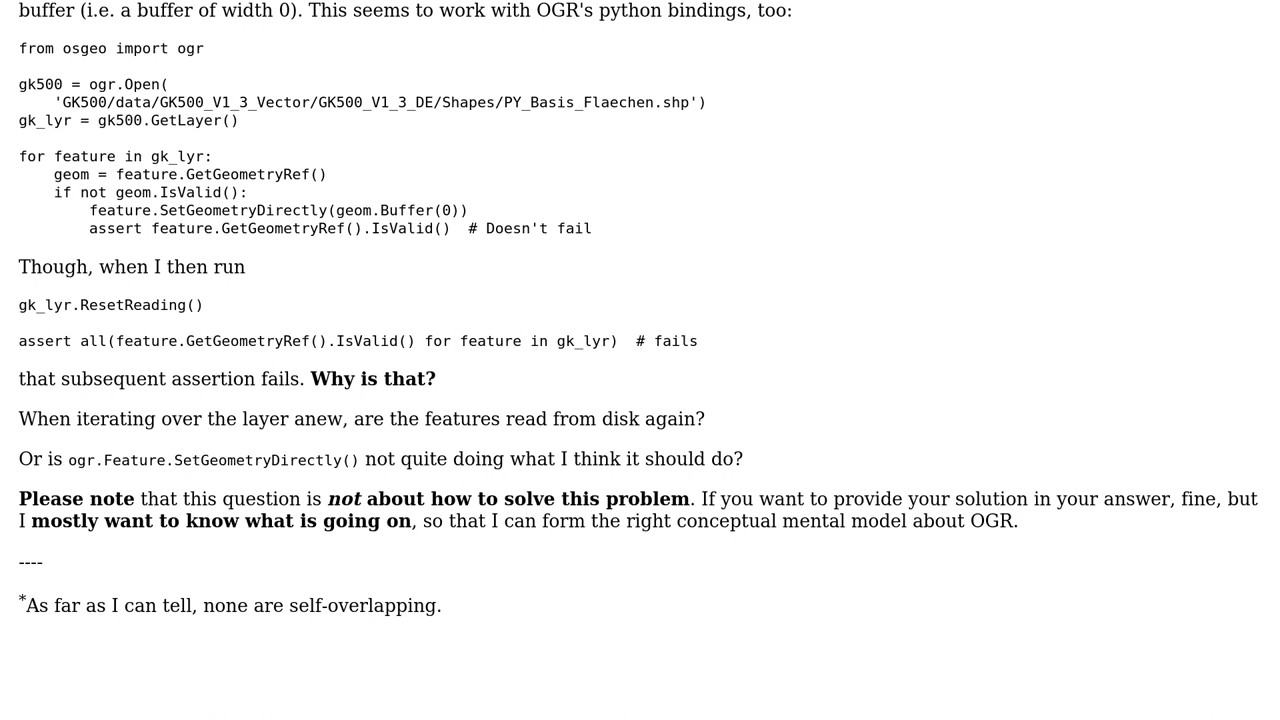 buffer (i.e. a buffer of width 0). This seems to work with OGR's python bindings, too:
from osgeo import ogr
gk500 = ogr.Open(
    'GK500/data/GK500_V1_3_Vector/GK500_V1_3_DE/Shapes/PY_Basis_Flaechen.shp')
gk_lyr = gk500.GetLayer()
for feature in gk_lyr:
    geom = feature.GetGeometryRef()
    if not geom.IsValid():
        feature.SetGeometryDirectly(geom.Buffer(0))
        assert feature.GetGeometryRef().IsValid()  # Doesn't fail
Though, when I then run
gk_lyr.ResetReading()
assert all(feature.GetGeometryRef().IsValid() for feature in gk_lyr)  # fails
that subsequent assertion fails. Why is that?
When iterating over the layer anew, are the features read from disk again?
Or is ogr.Feature.SetGeometryDirectly() not quite doing what I think it should do?
Please note that this question is not about how to solve this problem. If you want to provide your solution in your answer, fine, but
I mostly want to know what is going on, so that I can form the right conceptual mental model about OGR.
----
*As far as I can tell, none are self-overlapping.